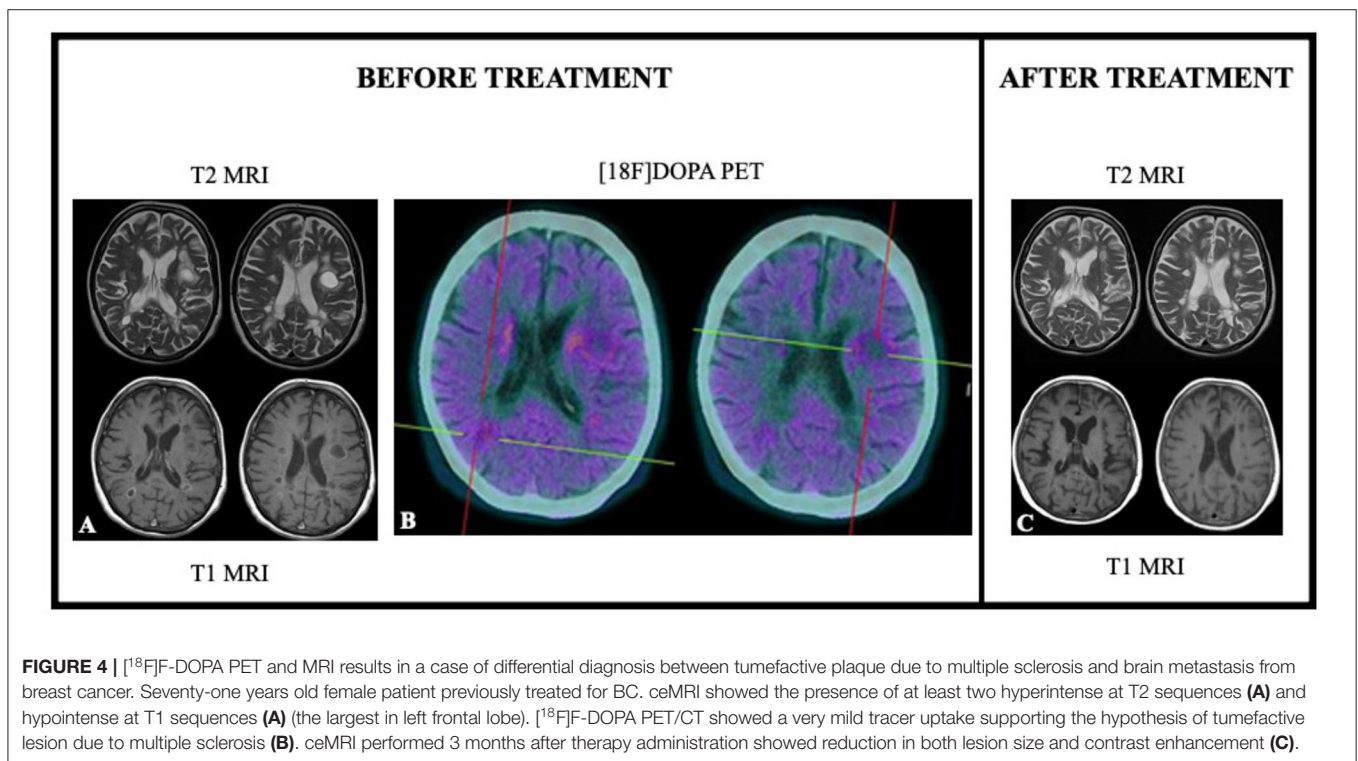 BEFORE TREATMENT
AFTER TREATMENT
T2 MRI
[18F]DOPA PET
T2 MRI
A
B
C
T1 MRI
T1 MRI
FIGURE 4 | [18F]F-DOPA PET and MRI results in a case of differential diagnosis between tumefactive plaque due to multiple sclerosis and brain metastasis from
breast cancer. Seventy-one years old female patient previously treated for BC. ceMRI showed the presence of at least two hyperintense at T2 sequences (A) and
hypointense at T1 sequences (A) (the largest in left frontal lobe). [18F]F-DOPA PET/CT showed a very mild tracer uptake supporting the hypothesis of tumefactive
lesion due to multiple sclerosis (B). ceMRI performed 3 months after therapy administration showed reduction in both lesion size and contrast enhancement (C).